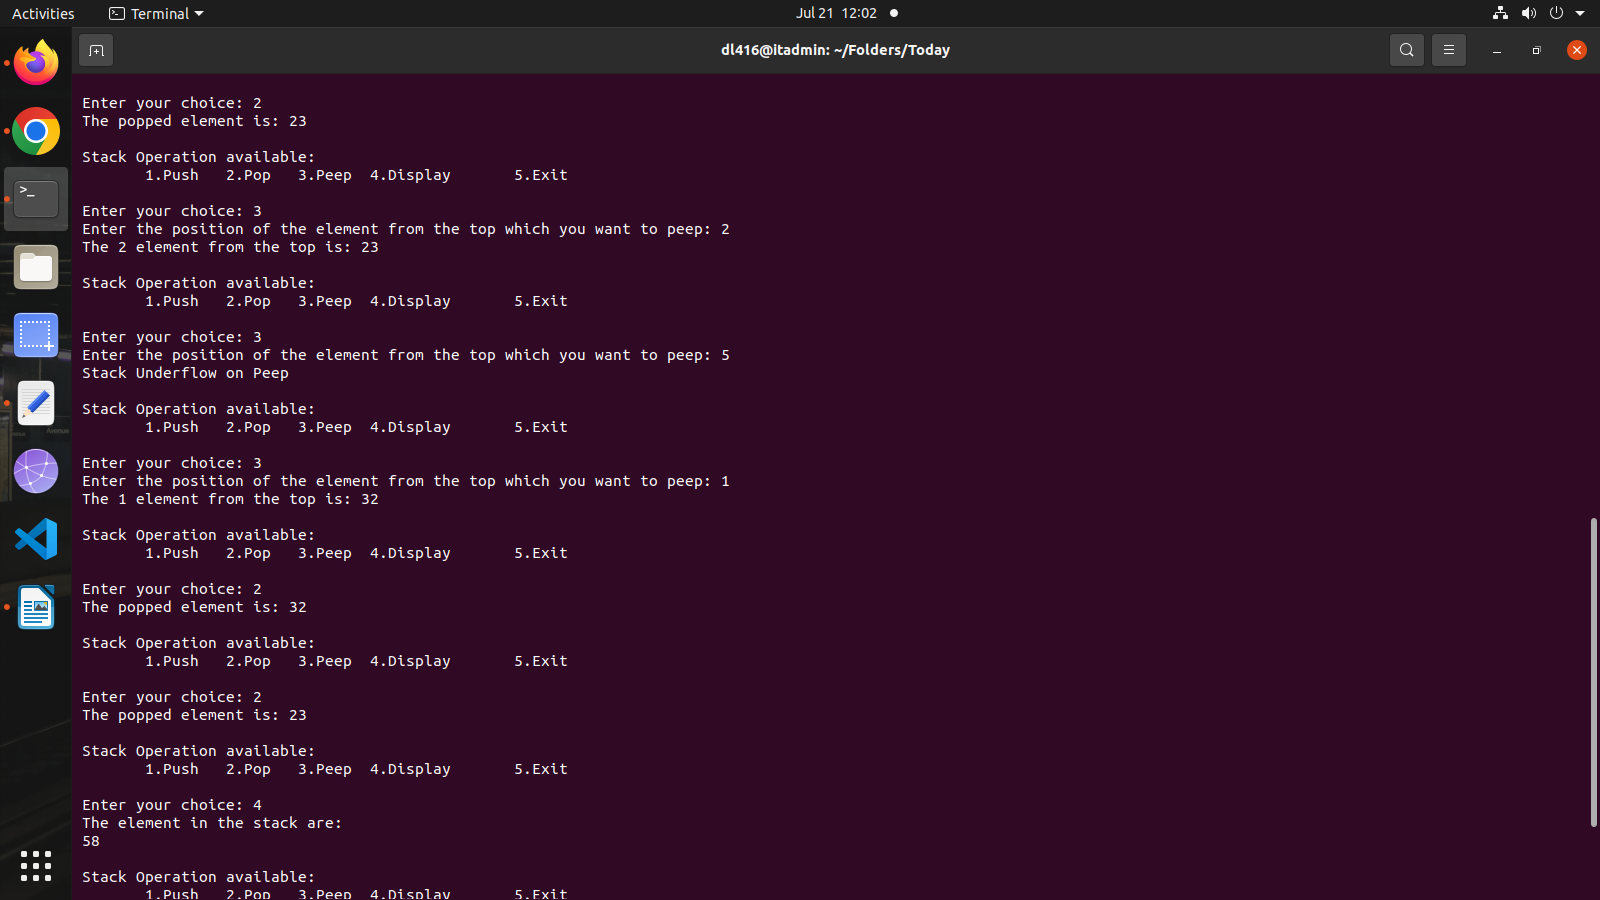 Activities Terminal Jul 21 12:02
dl416@itadmin: ~/Folders/Today
Enter your choice: 2
The popped element is: 23
Stack Operation available:
1.Push 2.Pop 3.Peep 4.Display 5.Exit
Enter your choice: 3
Enter the position of the element from the top which you want to peep: 2
The 2 element from the top is: 23
Stack Operation available:
1.Push 2.Pop 3.Peep 4.Display 5.Exit
Enter your choice: 3
Enter the position of the element from the top which you want to peep: 5
Stack Underflow on Peep
Stack Operation available:
1.Push 2.Pop 3.Peep 4.Display 5.Exit
Enter your choice: 3
Enter the position of the element from the top which you want to peep: 1
The 1 element from the top is: 32
Stack Operation available:
1.Push 2.Pop 3.Peep 4.Display 5.Exit
Enter your choice: 2
The popped element is: 32
Stack Operation available:
1.Push 2.Pop 3.Peep 4.Display 5.Exit
Enter your choice: 2
The popped element is: 23
Stack Operation available:
1.Push 2.Pop 3.Peep 4.Display 5.Exit
Enter your choice: 4
The element in the stack are:
58
Stack Operation available:
1.Push 2.Pop 3.Peep 4.Display 5.Exit